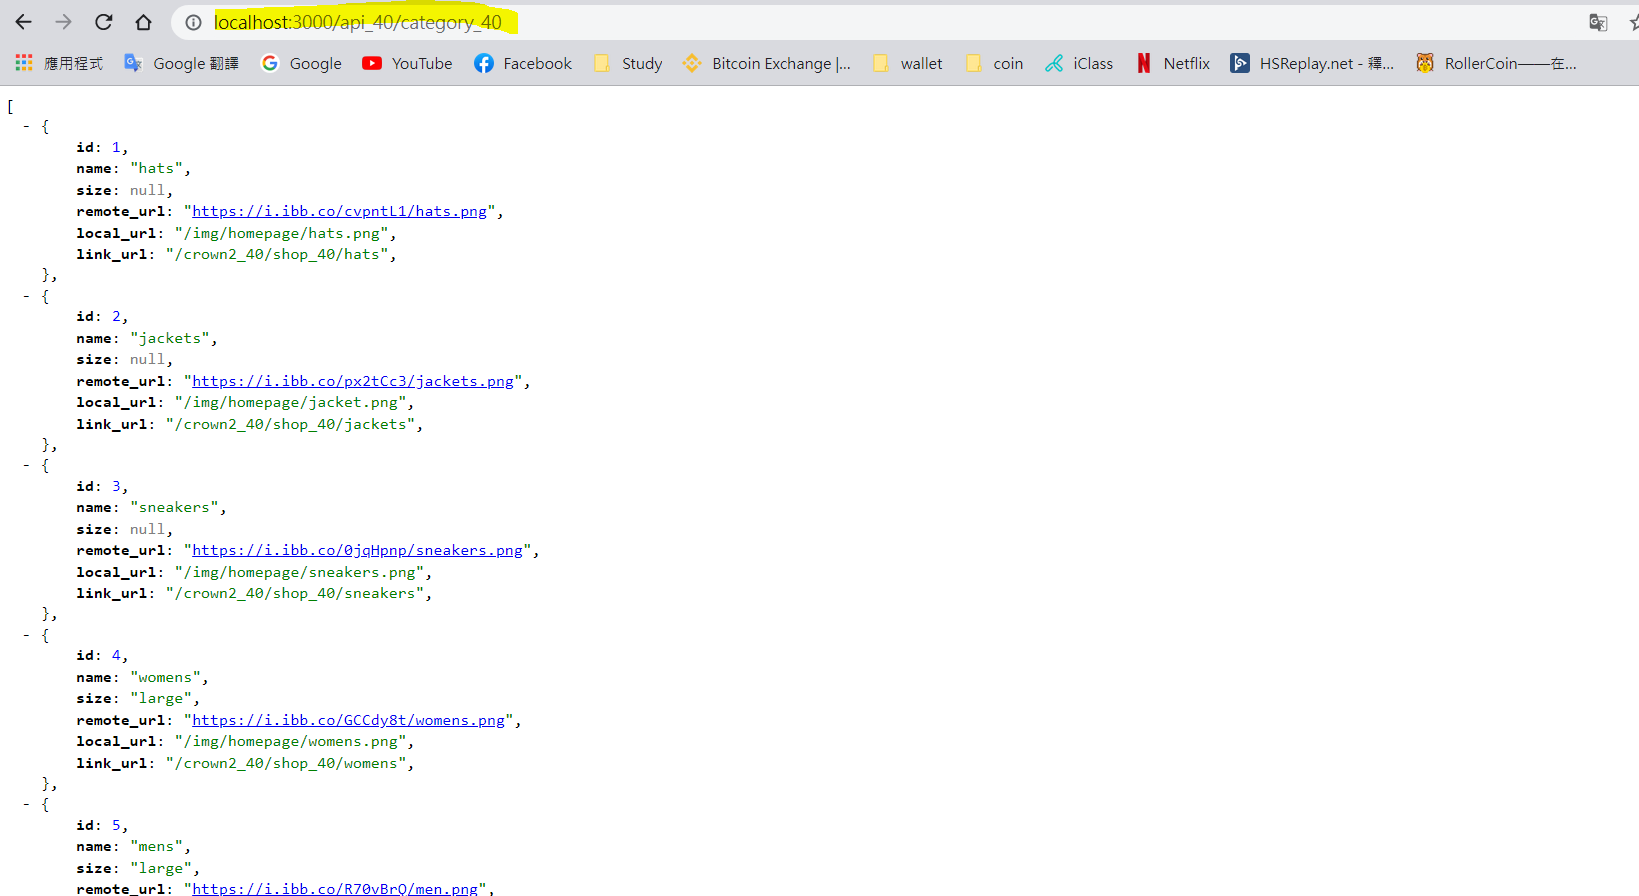 localhost:3000/api_40/category_40
應用程式 Google 翻譯 Google YouTube Facebook Study Bitcoin Exchange |... wallet coin iClass Netflix HSReplay.net - 釋... RollerCoin——在...
[
- {
id: 1,
name: "hats",
size: null,
remote_url: "https://i.ibb.co/cvpntL1/hats.png",
local_url: "/img/homepage/hats.png",
link_url: "/crown2_40/shop_40/hats",
},
- {
id: 2,
name: "jackets",
size: null,
remote_url: "https://i.ibb.co/px2tCc3/jackets.png",
local_url: "/img/homepage/jacket.png",
link_url: "/crown2_40/shop_40/jackets",
},
- {
id: 3,
name: "sneakers",
size: null,
remote_url: "https://i.ibb.co/0jqHpnp/sneakers.png",
local_url: "/img/homepage/sneakers.png",
link_url: "/crown2_40/shop_40/sneakers",
},
- {
id: 4,
name: "womens",
size: "large",
remote_url: "https://i.ibb.co/GCCdy8t/womens.png",
local_url: "/img/homepage/womens.png",
link_url: "/crown2_40/shop_40/womens",
},
- {
id: 5,
name: "mens",
size: "large",
remote_url: "https://i.ibb.co/R70vBrQ/men.png",